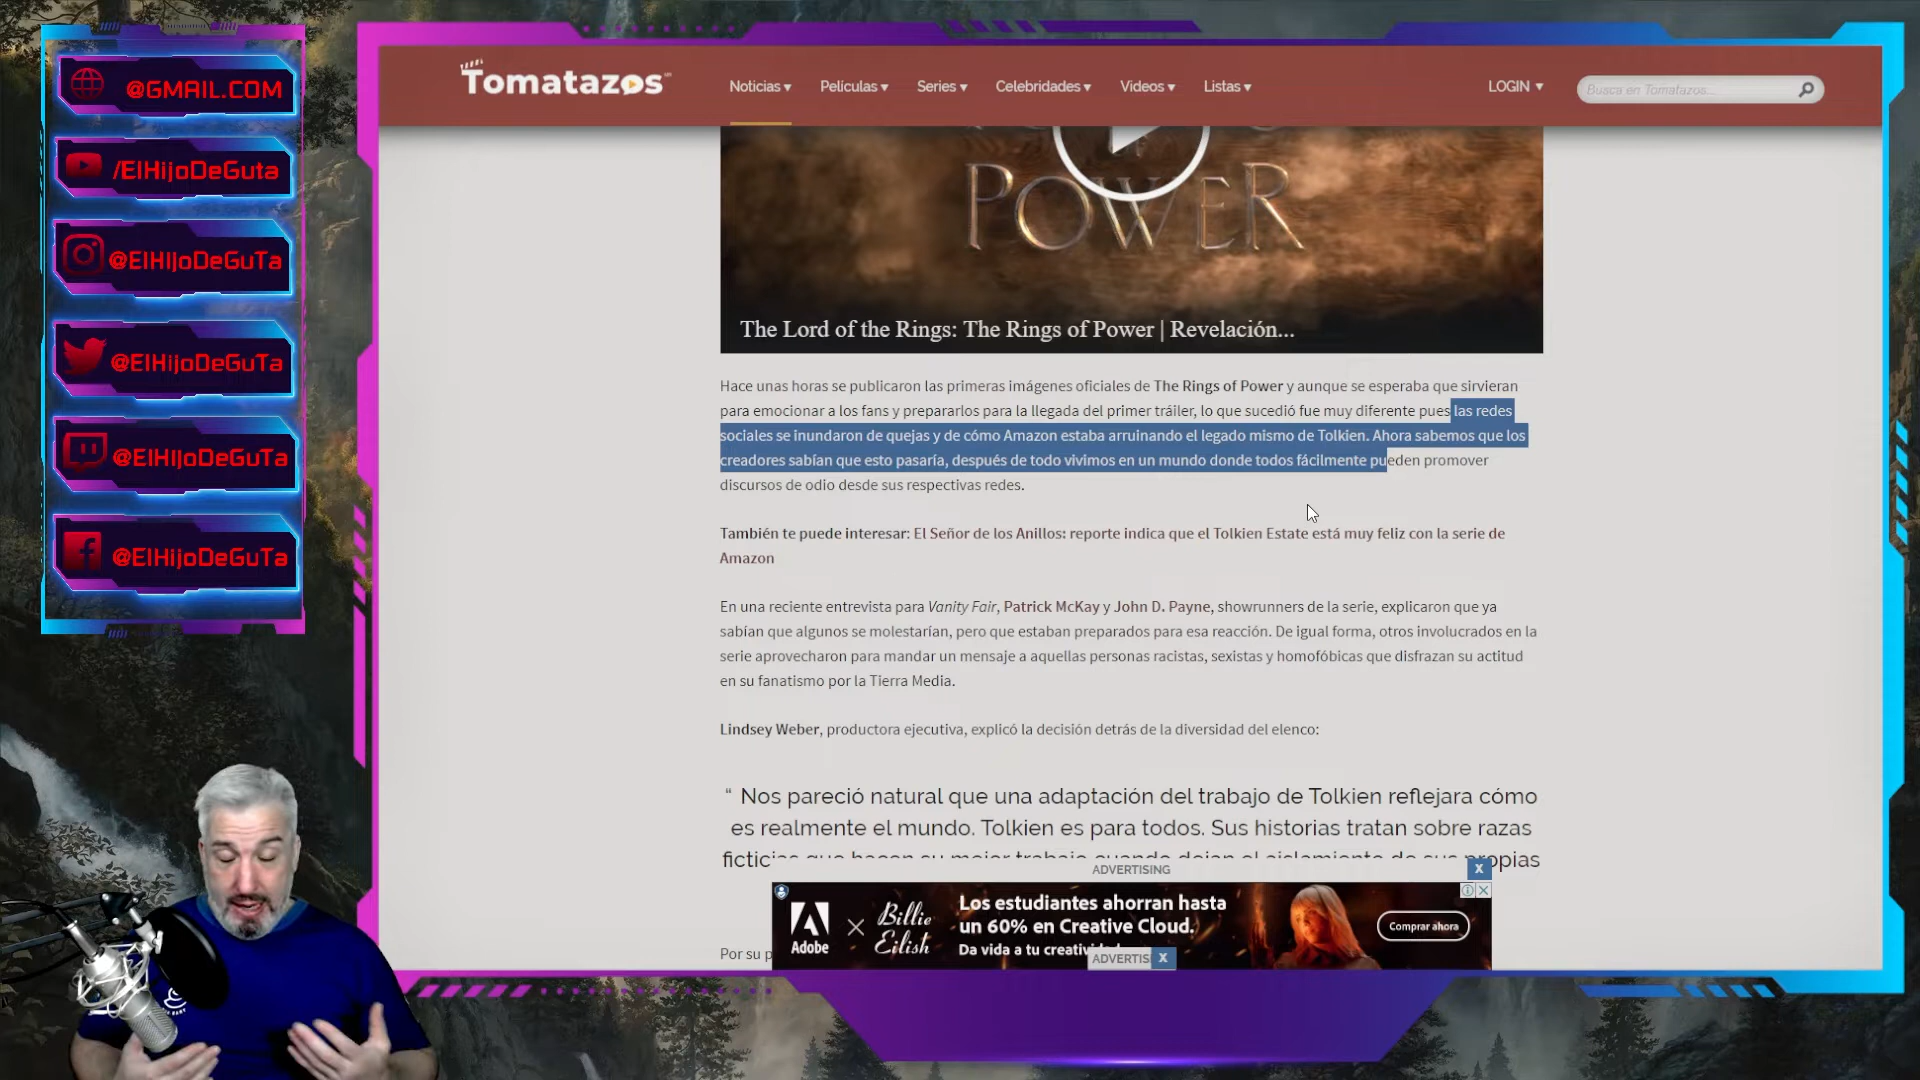 @GMAIL.COM
/ElHijoDeGuta
@ElHIJoDeGuTa
@ElHIJoDeGuTa
@ElHIJoDeGuTa
@ElHIJoDeGuTa
Tomatazos
Noticias
Películas
Series
Celebridades
Videos
Listas
LOGIN
Busca en Tomatazos...
POWER
The Lord of the Rings: The Rings of Power | Revelación...
Hace unas horas se publicaron las primeras imágenes oficiales de The Rings of Power y aunque se esperaba que sirvieran
para emocionar a los fans y prepararlos para la llegada del primer tráiler, lo que sucedió fue muy diferente pues las redes
sociales se inundaron de quejas y de cómo Amazon estaba arruinando el legado mismo de Tolkien. Ahora sabemos que los
creadores sabían que esto pasaría, después de todo vivimos en un mundo donde todos fácilmente pueden promover
discursos de odio desde sus respectivas redes.
También te puede interesar: El Señor de los Anillos: reporte indica que el Tolkien Estate está muy feliz con la serie de
Amazon
En una reciente entrevista para Vanity Fair, Patrick McKay y John D. Payne, showrunners de la serie, explicaron que ya
sabían que algunos se molestarían, pero que estaban preparados para esa reacción. De igual forma, otros involucrados en la
serie aprovecharon para mandar un mensaje a aquellas personas racistas, sexistas y homofóbicas que disfrazan su actitud
en su fanatismo por la Tierra Media.
Lindsey Weber, productora ejecutiva, explicó la decisión detrás de la diversidad del elenco:
“ Nos pareció natural que una adaptación del trabajo de Tolkien reflejara cómo
es realmente el mundo. Tolkien es para todos. Sus historias tratan sobre razas
ficticias que hacen su mejor trabajo cuando dejan el aislamiento de sus propias
ADVERTISING
X
Adobe
Billie
Eilish
Los estudiantes ahorran hasta
un 60% en Creative Cloud.
Da vida a tu
Comprar ahora
Por su
ADVERTIS
X